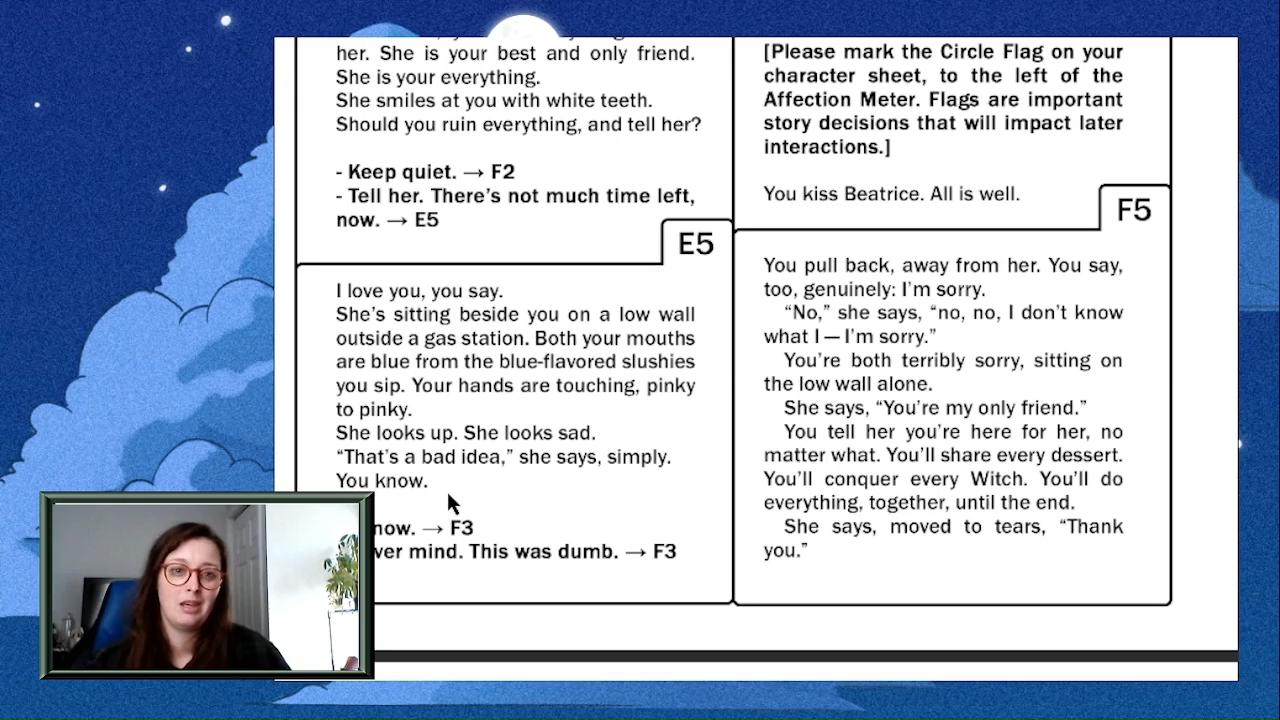 her. She is your best and only friend.
She is your everything.
She smiles at you with white teeth.
Should you ruin everything, and tell her?
- Keep quiet. → F2
- Tell her. There's not much time left,
now. → E5
E5
I love you, you say.
She's sitting beside you on a low wall
outside a gas station. Both your mouths
are blue from the blue-flavored slushies
you sip. Your hands are touching, pinky
to pinky.
She looks up. She looks sad.
“That's a bad idea,” she says, simply.
You know.
now. → F3
ver mind. This was dumb. → F3
[Please mark the Circle Flag on your
character sheet, to the left of the
Affection Meter. Flags are important
story decisions that will impact later
interactions.]
You kiss Beatrice. All is well.
F5
You pull back, away from her. You say,
too, genuinely: I'm sorry.
“No,” she says, “no, no, I don't know
what I — I'm sorry.”
You're both terribly sorry, sitting on
the low wall alone.
She says, “You're my only friend.”
You tell her you're here for her, no
matter what. You'll share every dessert.
You'll conquer every Witch. You'll do
everything, together, until the end.
She says, moved to tears, “Thank
you.”